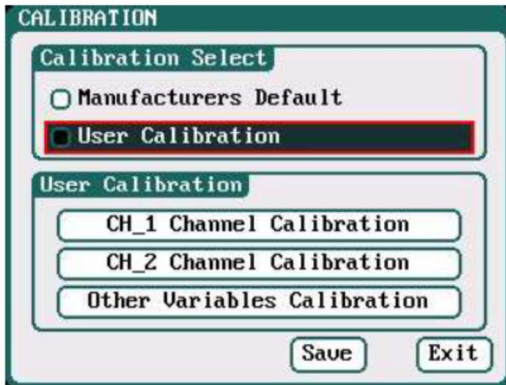 CALIBRATION
Calibration Select
Manufacturers Default
User Calibration
User Calibration
CH_1 Channel Calibration
CH_2 Channel Calibration
Other Variables Calibration
Save Exit